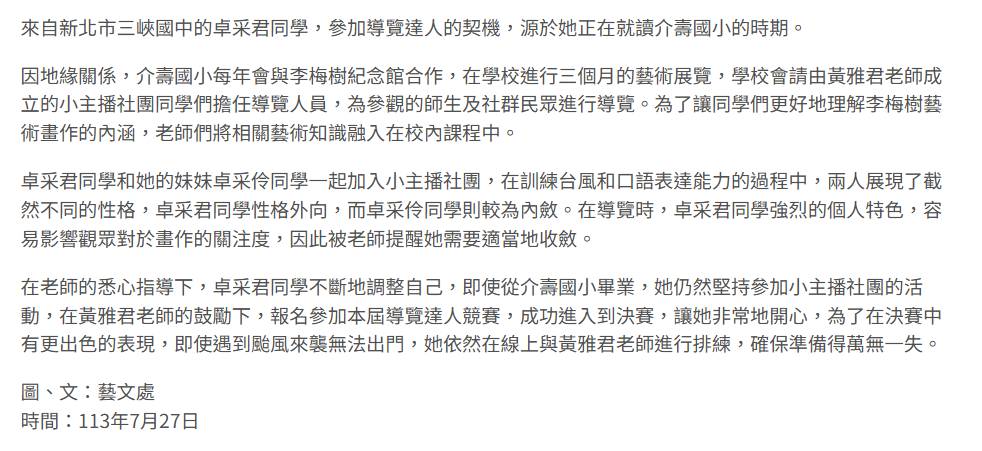 來自新北市三峽國中的卓采君同學，參加導覽達人的契機，源於她正在就讀介壽國小的時期。
因地緣關係，介壽國小每年會與李梅樹紀念館合作，在學校進行三個月的藝術展覽，學校會請由黃雅君老師成
立的小主播社團同學們擔任導覽人員，為參觀的師生及社群民眾進行導覽。為了讓同學們更好地理解李梅樹藝
術畫作的內涵，老師們將相關藝術知識融入在校內課程中。
卓采君同學和她的妹妹卓采伶同學一起加入小主播社團，在訓練台風和口語表達能力的過程中，兩人展現了截
然不同的性格，卓采君同學性格外向，而卓采伶同學則較為內斂。在導覽時，卓采君同學強烈的個人特色，容
易影響觀眾對於畫作的關注度，因此被老師提醒她需要適當地收斂。
在老師的悉心指導下，卓采君同學不斷地調整自己，即使從介壽國小畢業，她仍然堅持參加小主播社團的活
動，在黃雅君老師的鼓勵下，報名參加本屆導覽達人競賽，成功進入到決賽，讓她非常地開心，為了在決賽中
有更出色的表現，即使遇到颱風來襲無法出門，她依然在線上與黃雅君老師進行排練，確保準備得萬無一失。
圖、文：藝文處
時間：113年7月27日